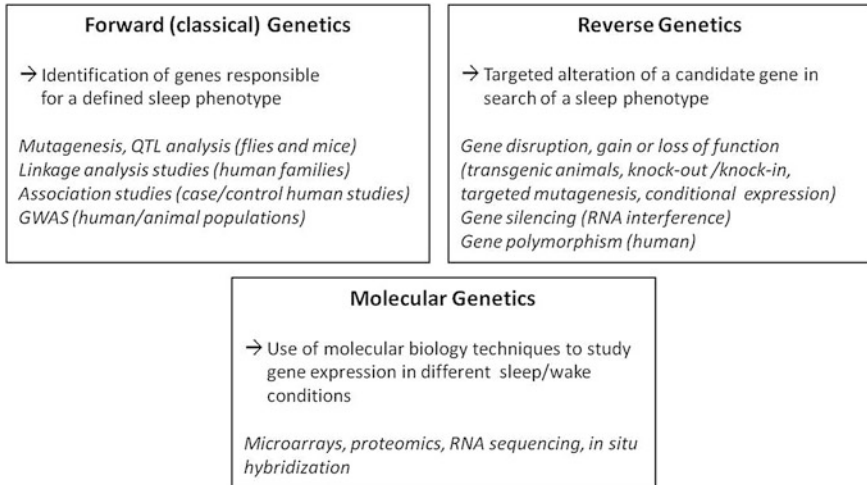 Forward (classical) Genetics
→ Identification of genes responsible
for a defined sleep phenotype
Mutagenesis, QTL analysis (flies and mice)
Linkage analysis studies (human families)
Association studies (case/control human studies)
GWAS (human/animal populations)
Reverse Genetics
→ Targeted alteration of a candidate gene in
search of a sleep phenotype
Gene disruption, gain or loss of function
(transgenic animals, knock-out /knock-in,
targeted mutagenesis, conditional expression)
Gene silencing (RNA interference)
Gene polymorphism (human)
Molecular Genetics
→ Use of molecular biology techniques to study
gene expression in different sleep/wake
conditions
Microarrays, proteomics, RNA sequencing, in situ
hybridization